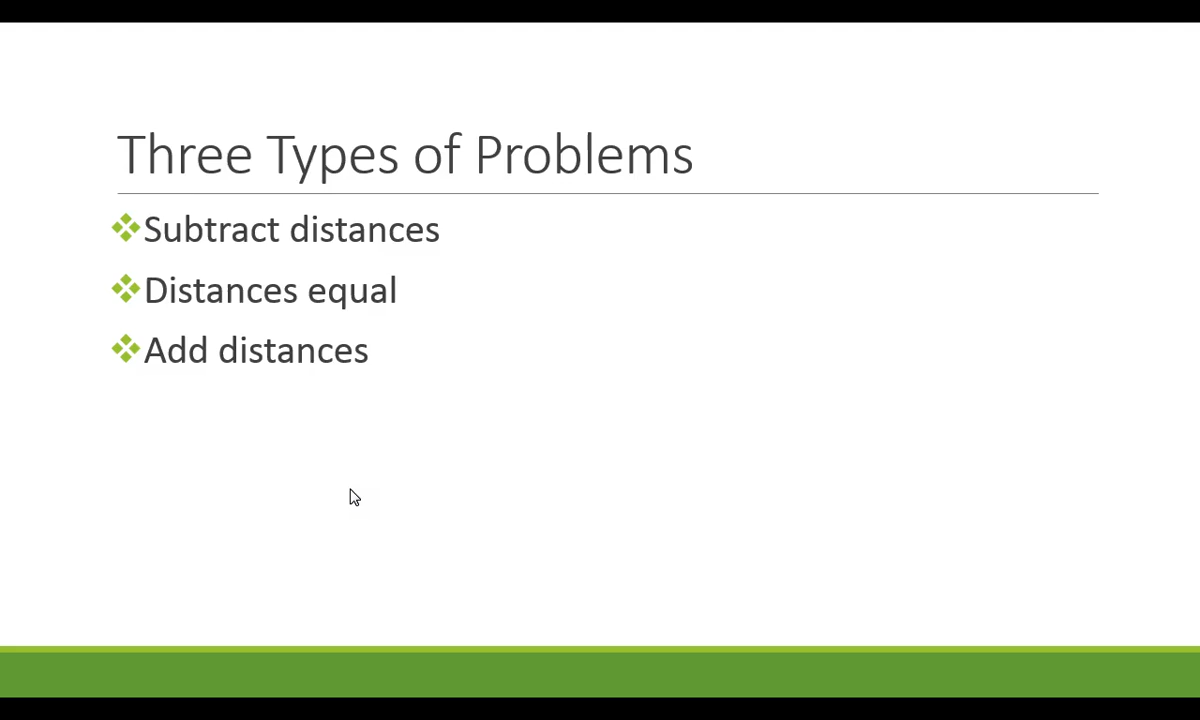 Three Types of Problems
Subtract distances
Distances equal
Add distances